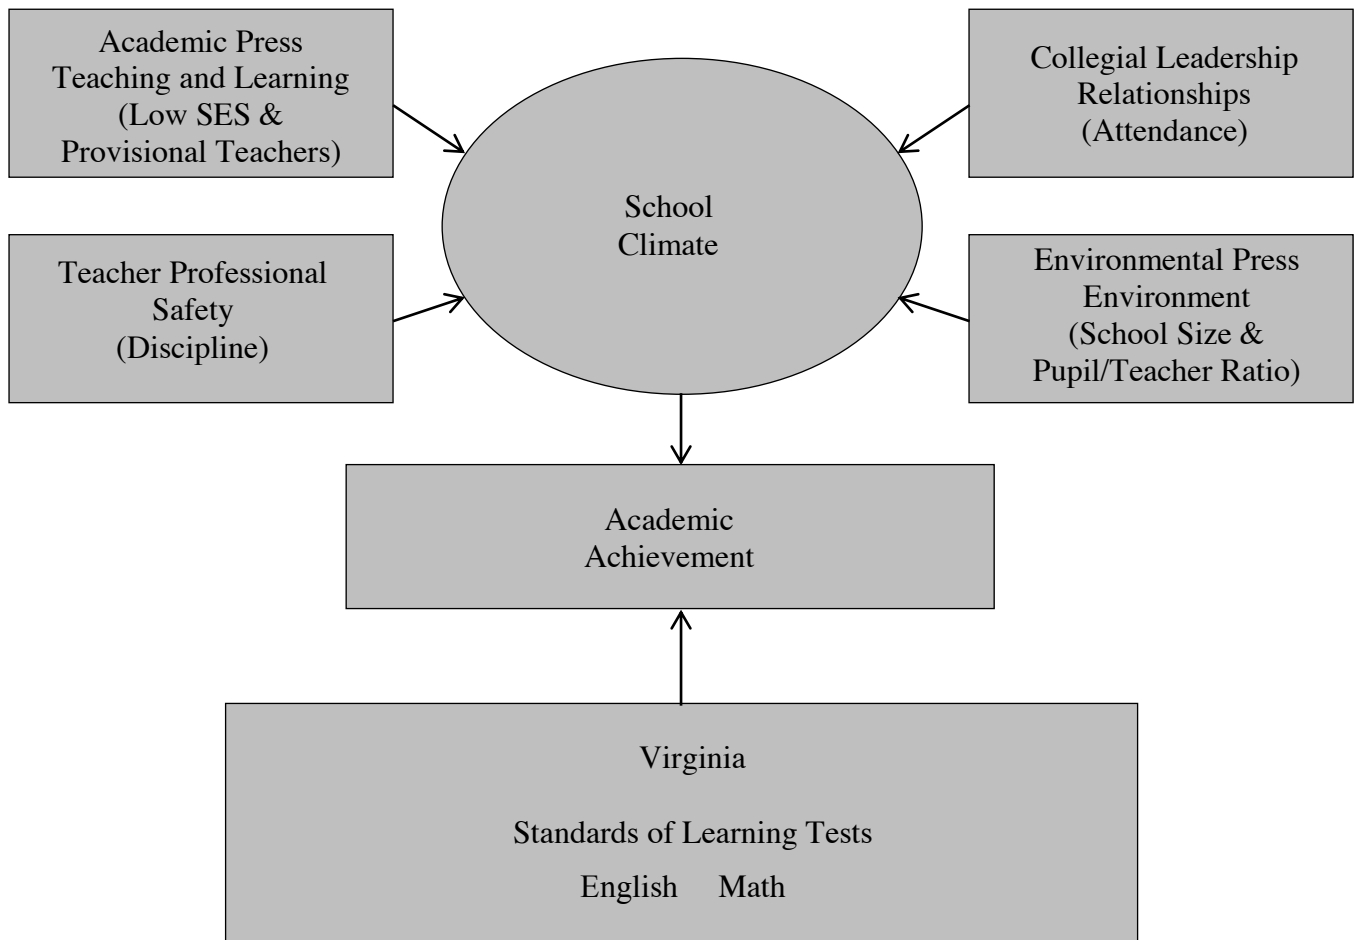 Academic Press
Teaching and Learning
(Low SES &
Provisional Teachers)
Collegial Leadership
Relationships
(Attendance)
School
Climate
Teacher Professional
Safety
(Discipline)
Environmental Press
Environment
(School Size &
Pupil/Teacher Ratio)
Academic
Achievement
Virginia
Standards of Learning Tests
English Math